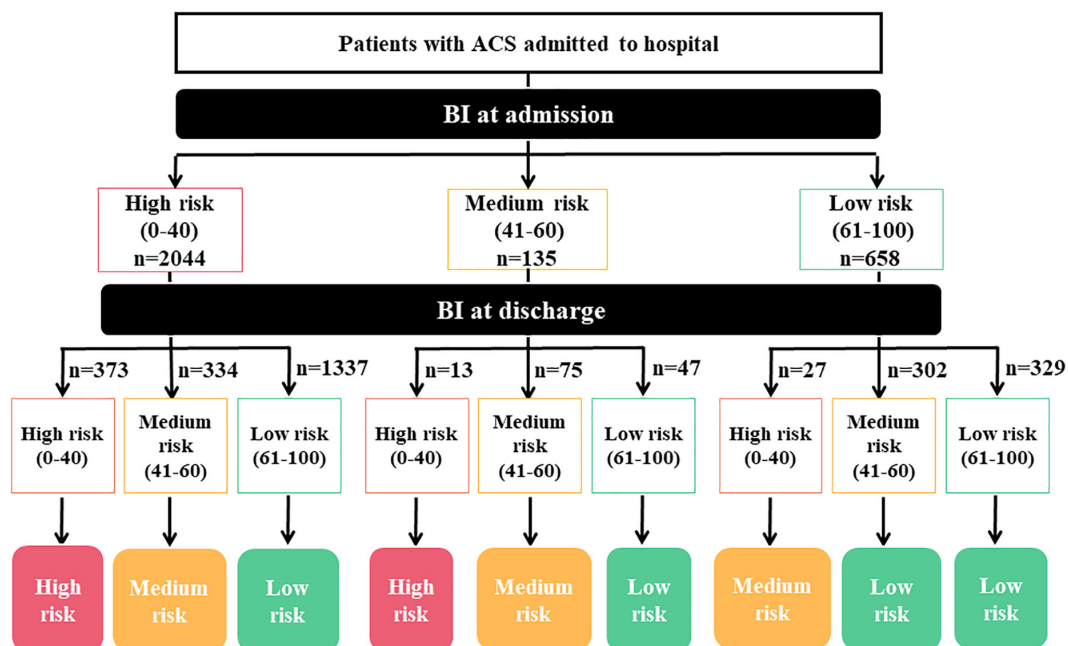 Patients with ACS admitted to hospital
BI at admission
High risk
(0-40)
n=2044
Medium risk
(41-60)
n=135
Low risk
(61-100)
n=658
BI at discharge
n=373
n=334
n=1337
n=13
n=75
n=47
n=27
n=302
n=329
High risk
(0-40)
Medium
risk
(41-60)
Low risk
(61-100)
High risk
(0-40)
Medium
risk
(41-60)
Low risk
(61-100)
High risk
(0-40)
Medium
risk
(41-60)
Low risk
(61-100)
High
risk
Medium
risk
Low
risk
High
risk
Medium
risk
Low
risk
Medium
risk
Low
risk
Low
risk